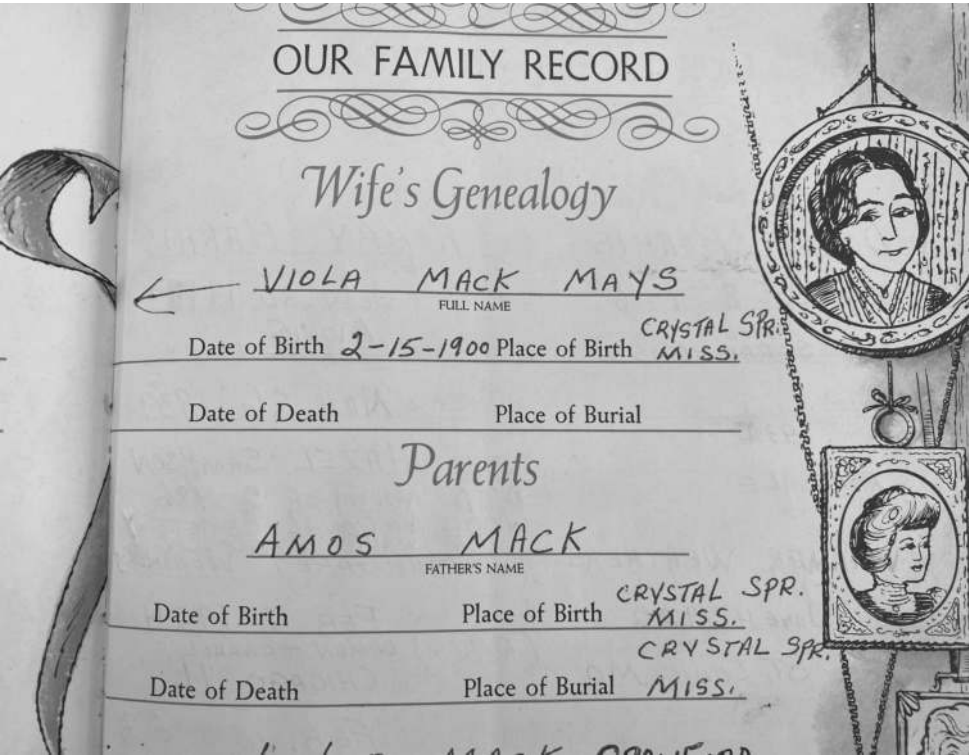 OUR FAMILY RECORD
Wife's Genealogy
VIOLA MACK MAYS
FULL NAME
CRYSTAL SPR.
Date of Birth 2-15-1900 Place of Birth MISS.
Date of Death Place of Burial
Parents
AMOS MACK
FATHER'S NAME
CRYSTAL SPR.
Date of Birth Place of Birth MISS.
CRYSTAL SPR.
Date of Death Place of Burial MISS.
MACK